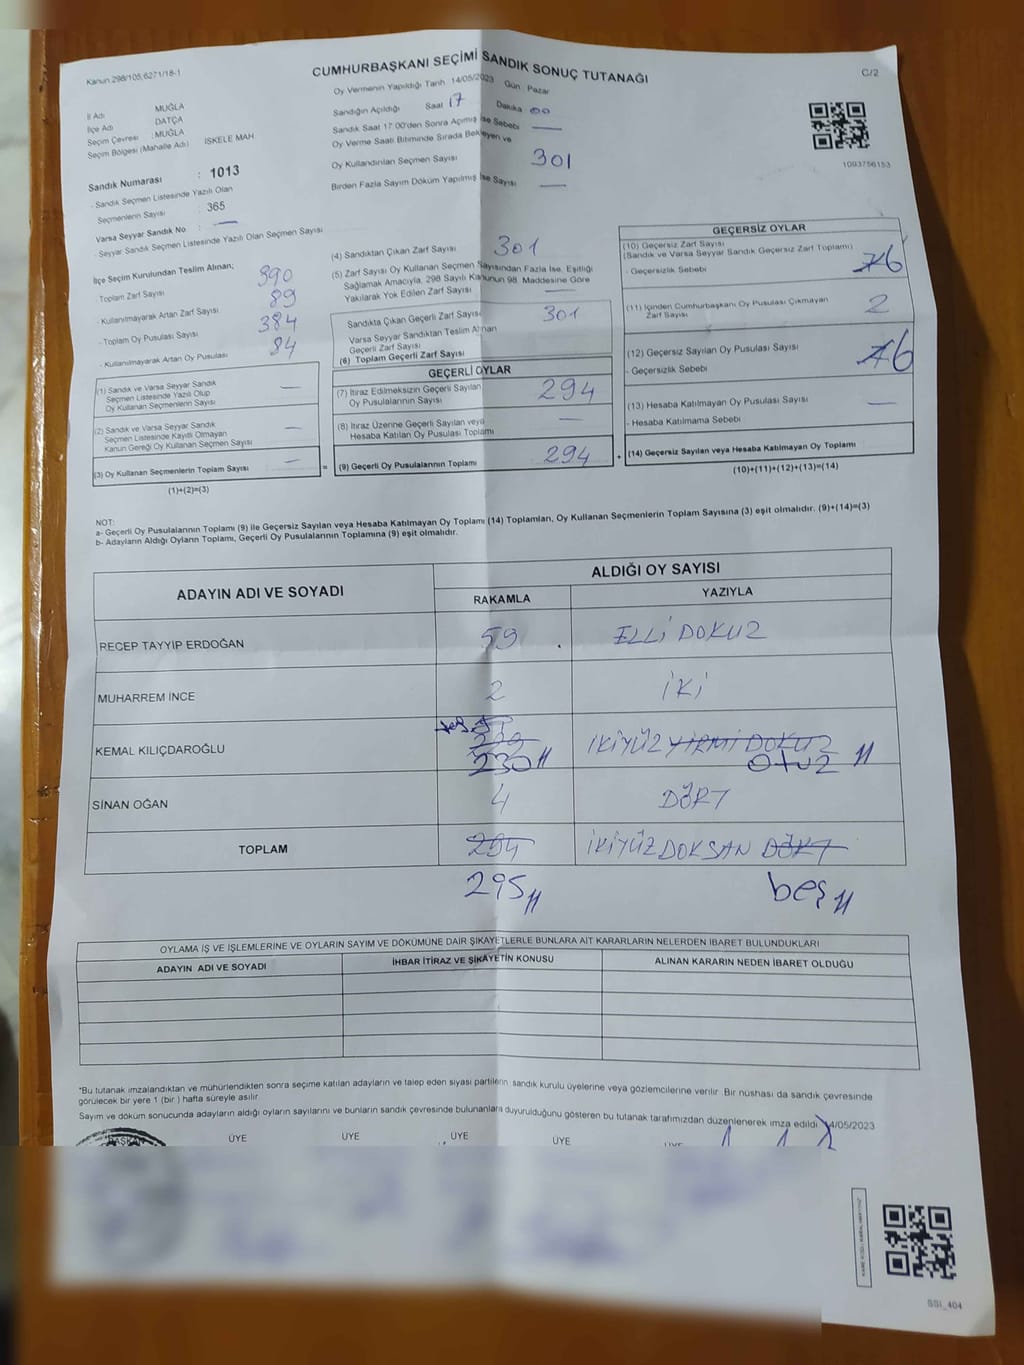 Kanun 298/105,6271/18-1
CUMHURBAŞKANI SEÇİMİ SANDIK SONUÇ TUTANAĞI
C/2
İl Adı MUĞLA
İlçe Adı DATÇA
Seçim Çevresi :MUĞLA
Seçim Bölgesi (Mahalle Adı) İSKELE MAH.
Sandık Numarası : 1013
- Sandık Seçmen Listesinde Yazılı Olan
Seçmenlerin Sayısı : 365
Varsa Seyyar Sandık No : —
- Seyyar Sandık Seçmen Listesinde Yazılı Olan Seçmen Sayısı
Oy Vermenin Yapıldığı Tarih 14/05/2023 Gün Pazar
Sandığın Açıldığı Saat 17 Dakika 00
Sandık Saat 17.00'den Sonra Açımış İse Sebebi —
Oy Verme Saati Bitiminde Sırada Bekleyen ve
Oy Kullandırılan Seçmen Sayısı 301
Birden Fazla Sayım Döküm Yapılmış İse Sayısı —
1093756153
İlçe Seçim Kurulundan Teslim Alınan;
Toplam Zarf Sayısı 390
- Kullanılmayarak Artan Zarf Sayısı 89
- Toplam Oy Pusulası Sayısı 384
- Kullanılmayarak Artan Oy Pusulası 84
(1) Sandık ve Varsa Seyyar Sandık
Seçmen Listesinde Yazılı Olup
Oy Kullanan Seçmenlerin Sayısı —
(2) Sandık ve Varsa Seyyar Sandık
Seçmen Listesinde Kayıtlı Olmayan
Kanun Gereği Oy Kullanan Seçmen Sayısı —
(3) Oy Kullanan Seçmenlerin Toplam Sayısı —
(1)+(2)=(3)
(4) Sandıktan Çıkan Zarf Sayısı 301
(5) Zarf Sayısı Oy Kullanan Seçmen Sayısından Fazla İse, Eşitliği
Sağlamak Amacıyla, 298 Sayılı Kanunun 98. Maddesine Göre
Yakılarak Yok Edilen Zarf Sayısı —
Sandıkta Çıkan Geçerli Zarf Sayısı 301
Varsa Seyyar Sandıktan Teslim Alınan
Geçerli Zarf Sayısı
(6) Toplam Geçerli Zarf Sayısı
GEÇERLİ OYLAR
(7) İtiraz Edilmeksizin Geçerli Sayılan
Oy Pusulalarının Sayısı 294
(8) İtiraz Üzerine Geçerli Sayılan veya
Hesaba Katılan Oy Pusulası Toplamı —
= (9) Geçerli Oy Pusulalarının Toplamı 294
GEÇERSİZ OYLAR
(10) Geçersiz Zarf Sayısı
(Sandık ve Varsa Seyyar Sandık Geçersiz Zarf Toplamı)
- Geçersizlik Sebebi 6
(11) İçinden Cumhurbaşkanı Oy Pusulası Çıkmayan
Zarf Sayısı 2
(12) Geçersiz Sayılan Oy Pusulası Sayısı 6
- Geçersizlik Sebebi
(13) Hesaba Katılmayan Oy Pusulası Sayısı —
- Hesaba Katılmama Sebebi
+ (14) Geçersiz Sayılan veya Hesaba Katılmayan Oy Toplamı
(10)+(11)+(12)+(13)=(14)
NOT:
a- Geçerli Oy Pusulalarının Toplamı (9) ile Geçersiz Sayılan veya Hesaba Katılmayan Oy Toplamı (14) Toplamları, Oy Kullanan Seçmenlerin Toplam Sayısına (3) eşit olmalıdır. (9)+(14)=(3)
b- Adayların Aldığı Oyların Toplamı, Geçerli Oy Pusulalarının Toplamına (9) eşit olmalıdır.
ADAYIN ADI VE SOYADI ALDIĞI OY SAYISI
RAKAMLA YAZIYLA
RECEP TAYYİP ERDOĞAN 59 . ELLİ DOKUZ
MUHARREM İNCE 2 İKİ
KEMAL KILIÇDAROĞLU 229 İKİYÜZ YİRMİ DOKUZ
230 OTUZ
SİNAN OĞAN 4 DÖRT
TOPLAM 294 İKİYÜZ DOKSAN DÖRT
295 beş
OYLAMA İŞ VE İŞLEMLERİNE VE OYLARIN SAYIM VE DÖKÜMÜNE DAİR ŞİKAYETLERLE BUNLARA AİT KARARLARIN NELERDEN İBARET BULUNDUKLARI
ADAYIN ADI VE SOYADI İHBAR İTİRAZ VE ŞİKAYETİN KONUSU ALINAN KARARIN NEDEN İBARET OLDUĞU
*Bu tutanak imzalandıktan ve mühürlendikten sonra seçime katılan adayların ve talep eden siyasi partilerin sandık kurulu üyelerine veya gözlemcilerine verilir. Bir nüshası da sandık çevresinde
görülecek bir yere 1 (bir ) hafta süreyle asılır.
Sayım ve döküm sonucunda adayların aldığı oyların sayılarını ve bunların sandık çevresinde bulunanlara duyurulduğunu gösteren bu tutanak tarafımızdan düzenlenerek imza edildi. 14/05/2023
BAŞKAN ÜYE ÜYE ÜYE ÜYE ÜYE
SSI_404